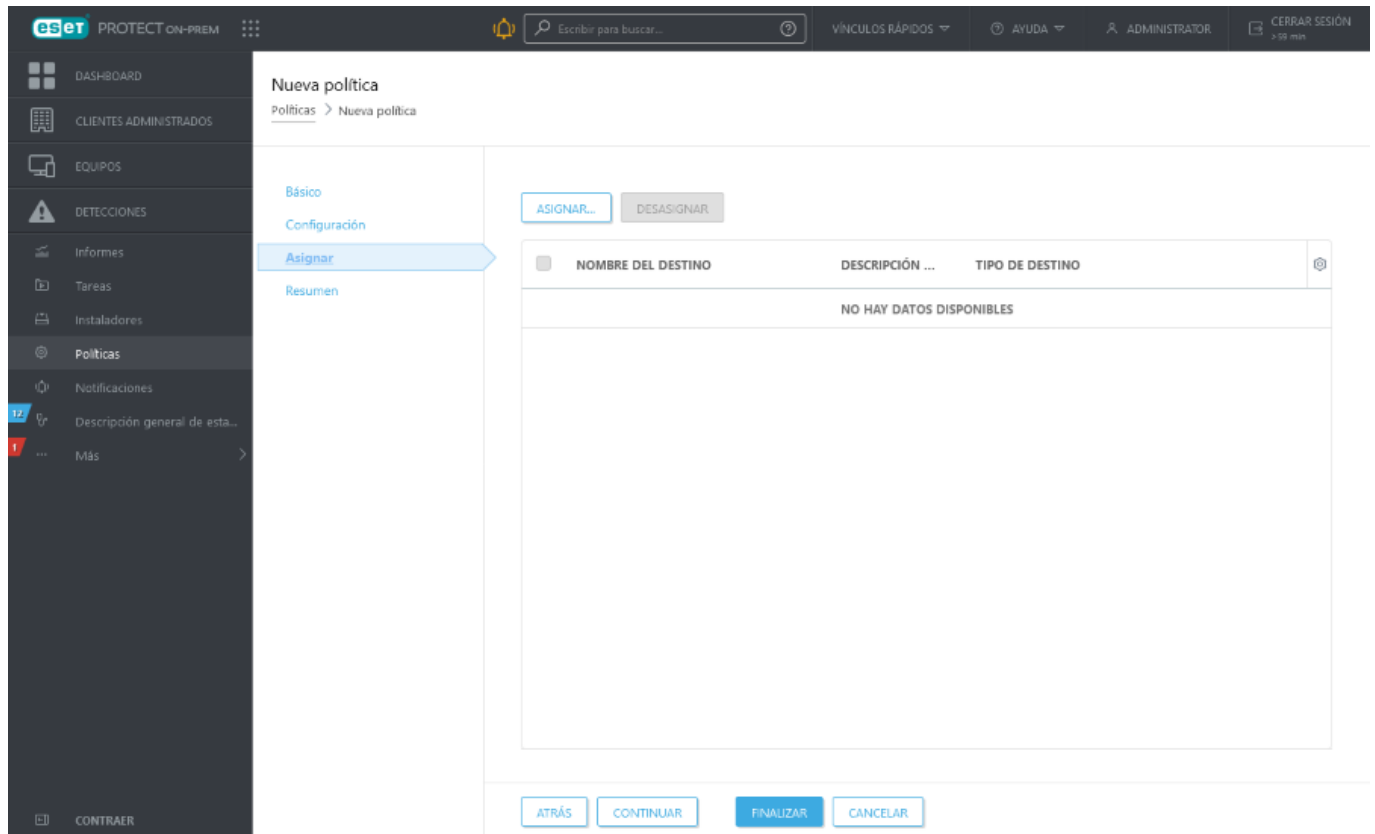 eset PROTECT ON-PREM
Escribir para buscar...
VÍNCULOS RÁPIDOS
AYUDA
ADMINISTRATOR
CERRAR SESIÓN
> 59 min
DASHBOARD
CLIENTES ADMINISTRADOS
EQUIPOS
DETECCIONES
Informes
Tareas
Instaladores
Políticas
Notificaciones
12 Descripción general de esta...
1 ... Más
CONTRAER
Nueva política
Políticas > Nueva política
Básico
Configuración
Asignar
Resumen
ASIGNAR... DESASIGNAR
NOMBRE DEL DESTINO DESCRIPCIÓN ... TIPO DE DESTINO
NO HAY DATOS DISPONIBLES
ATRÁS CONTINUAR FINALIZAR CANCELAR